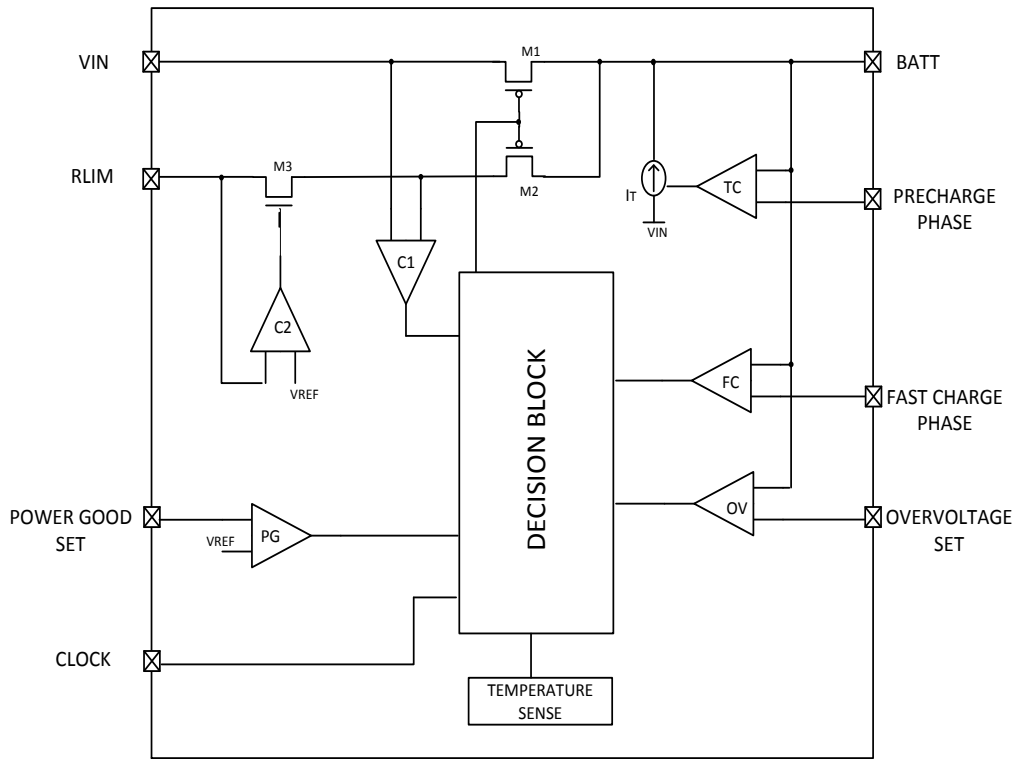 VIN
M1
BATT
RLIM
M3
M2
IT
VIN
TC
PRECHARGE
PHASE
C1
C2
VREF
DECISION BLOCK
FC
FAST CHARGE
PHASE
POWER GOOD
SET
VREF
PG
OV
OVERVOLTAGE
SET
CLOCK
TEMPERATURE
SENSE